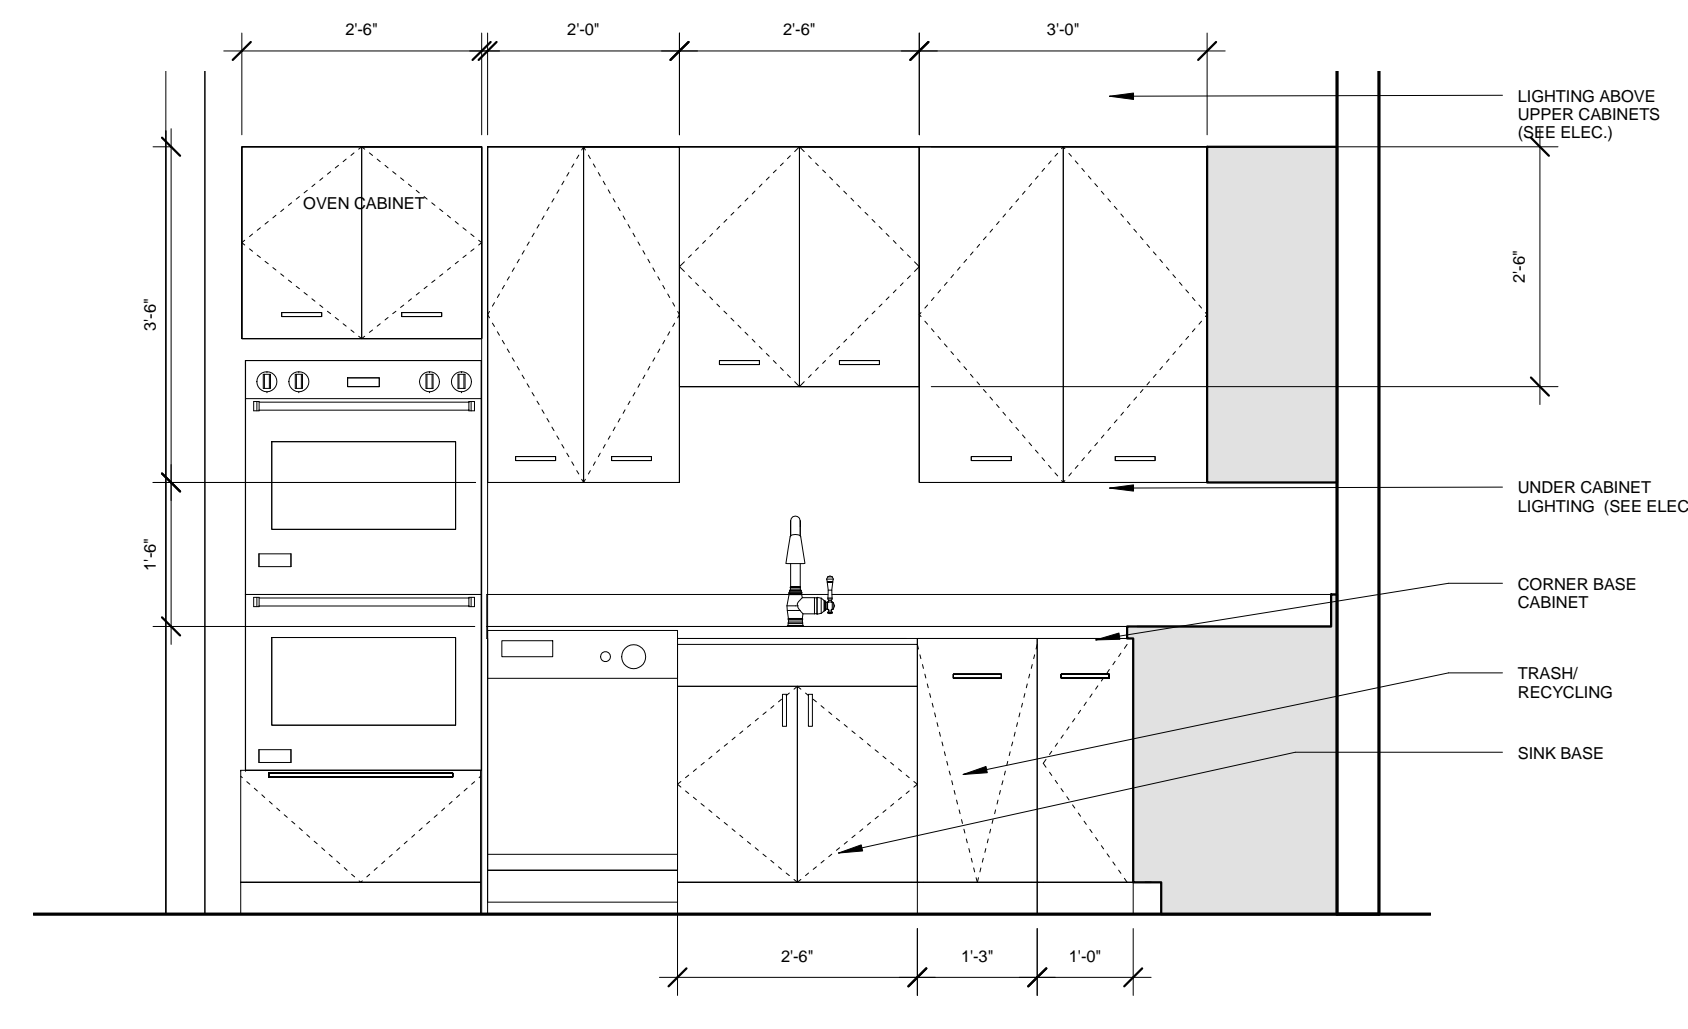 2'-6"
2'-0"
2'-6"
3'-0"
LIGHTING ABOVE
UPPER CABINETS
(SEE ELEC.)
OVEN CABINET
3'-6"
2'-6"
UNDER CABINET
LIGHTING (SEE ELEC
1'-6"
CORNER BASE
CABINET
TRASH/
RECYCLING
SINK BASE
2'-6"
1'-3"
1'-0"